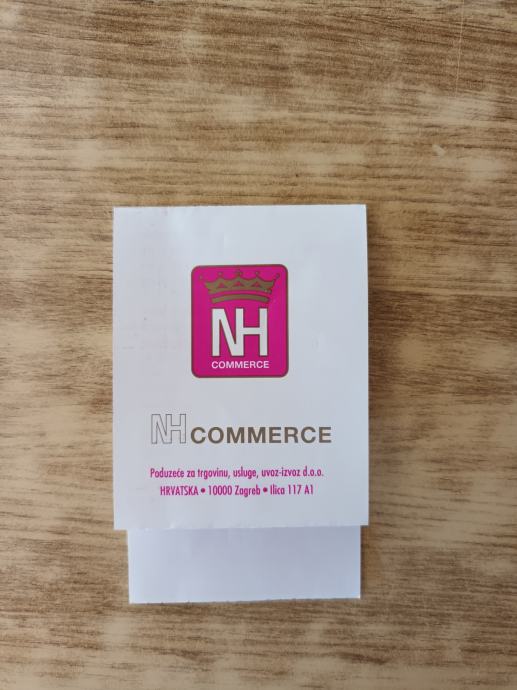 NH
COMMERCE
NH COMMERCE
Poduzeće za trgovinu, usluge, uvoz-izvoz d.o.o.
HRVATSKA • 10000 Zagreb • Ilica 117 A1